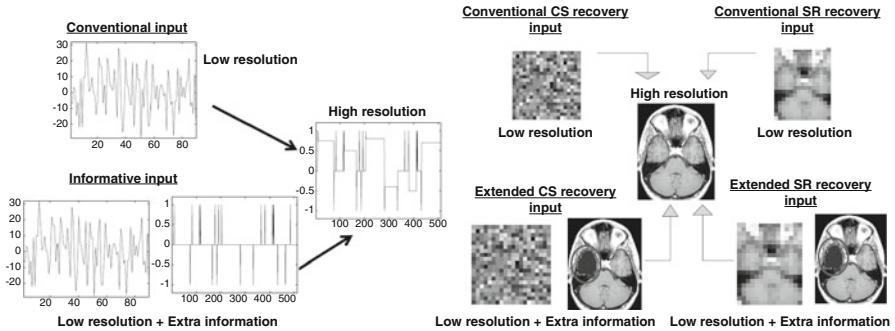 Conventional input
30
20
10
0
-10
-20
20 40 60 80
Low resolution
High resolution
1
0.5
0
-0.5
-1
100 200 300 400 500
Informative input
30
20
10
0
-10
-20
20 40 60 80
1
0.5
0
-0.5
-1
100 200 300 400 500
Low resolution + Extra information
Conventional CS recovery
input
Low resolution
Conventional SR recovery
input
Low resolution
High resolution
Extended CS recovery
input
Low resolution + Extra information
Extended SR recovery
input
Low resolution + Extra information